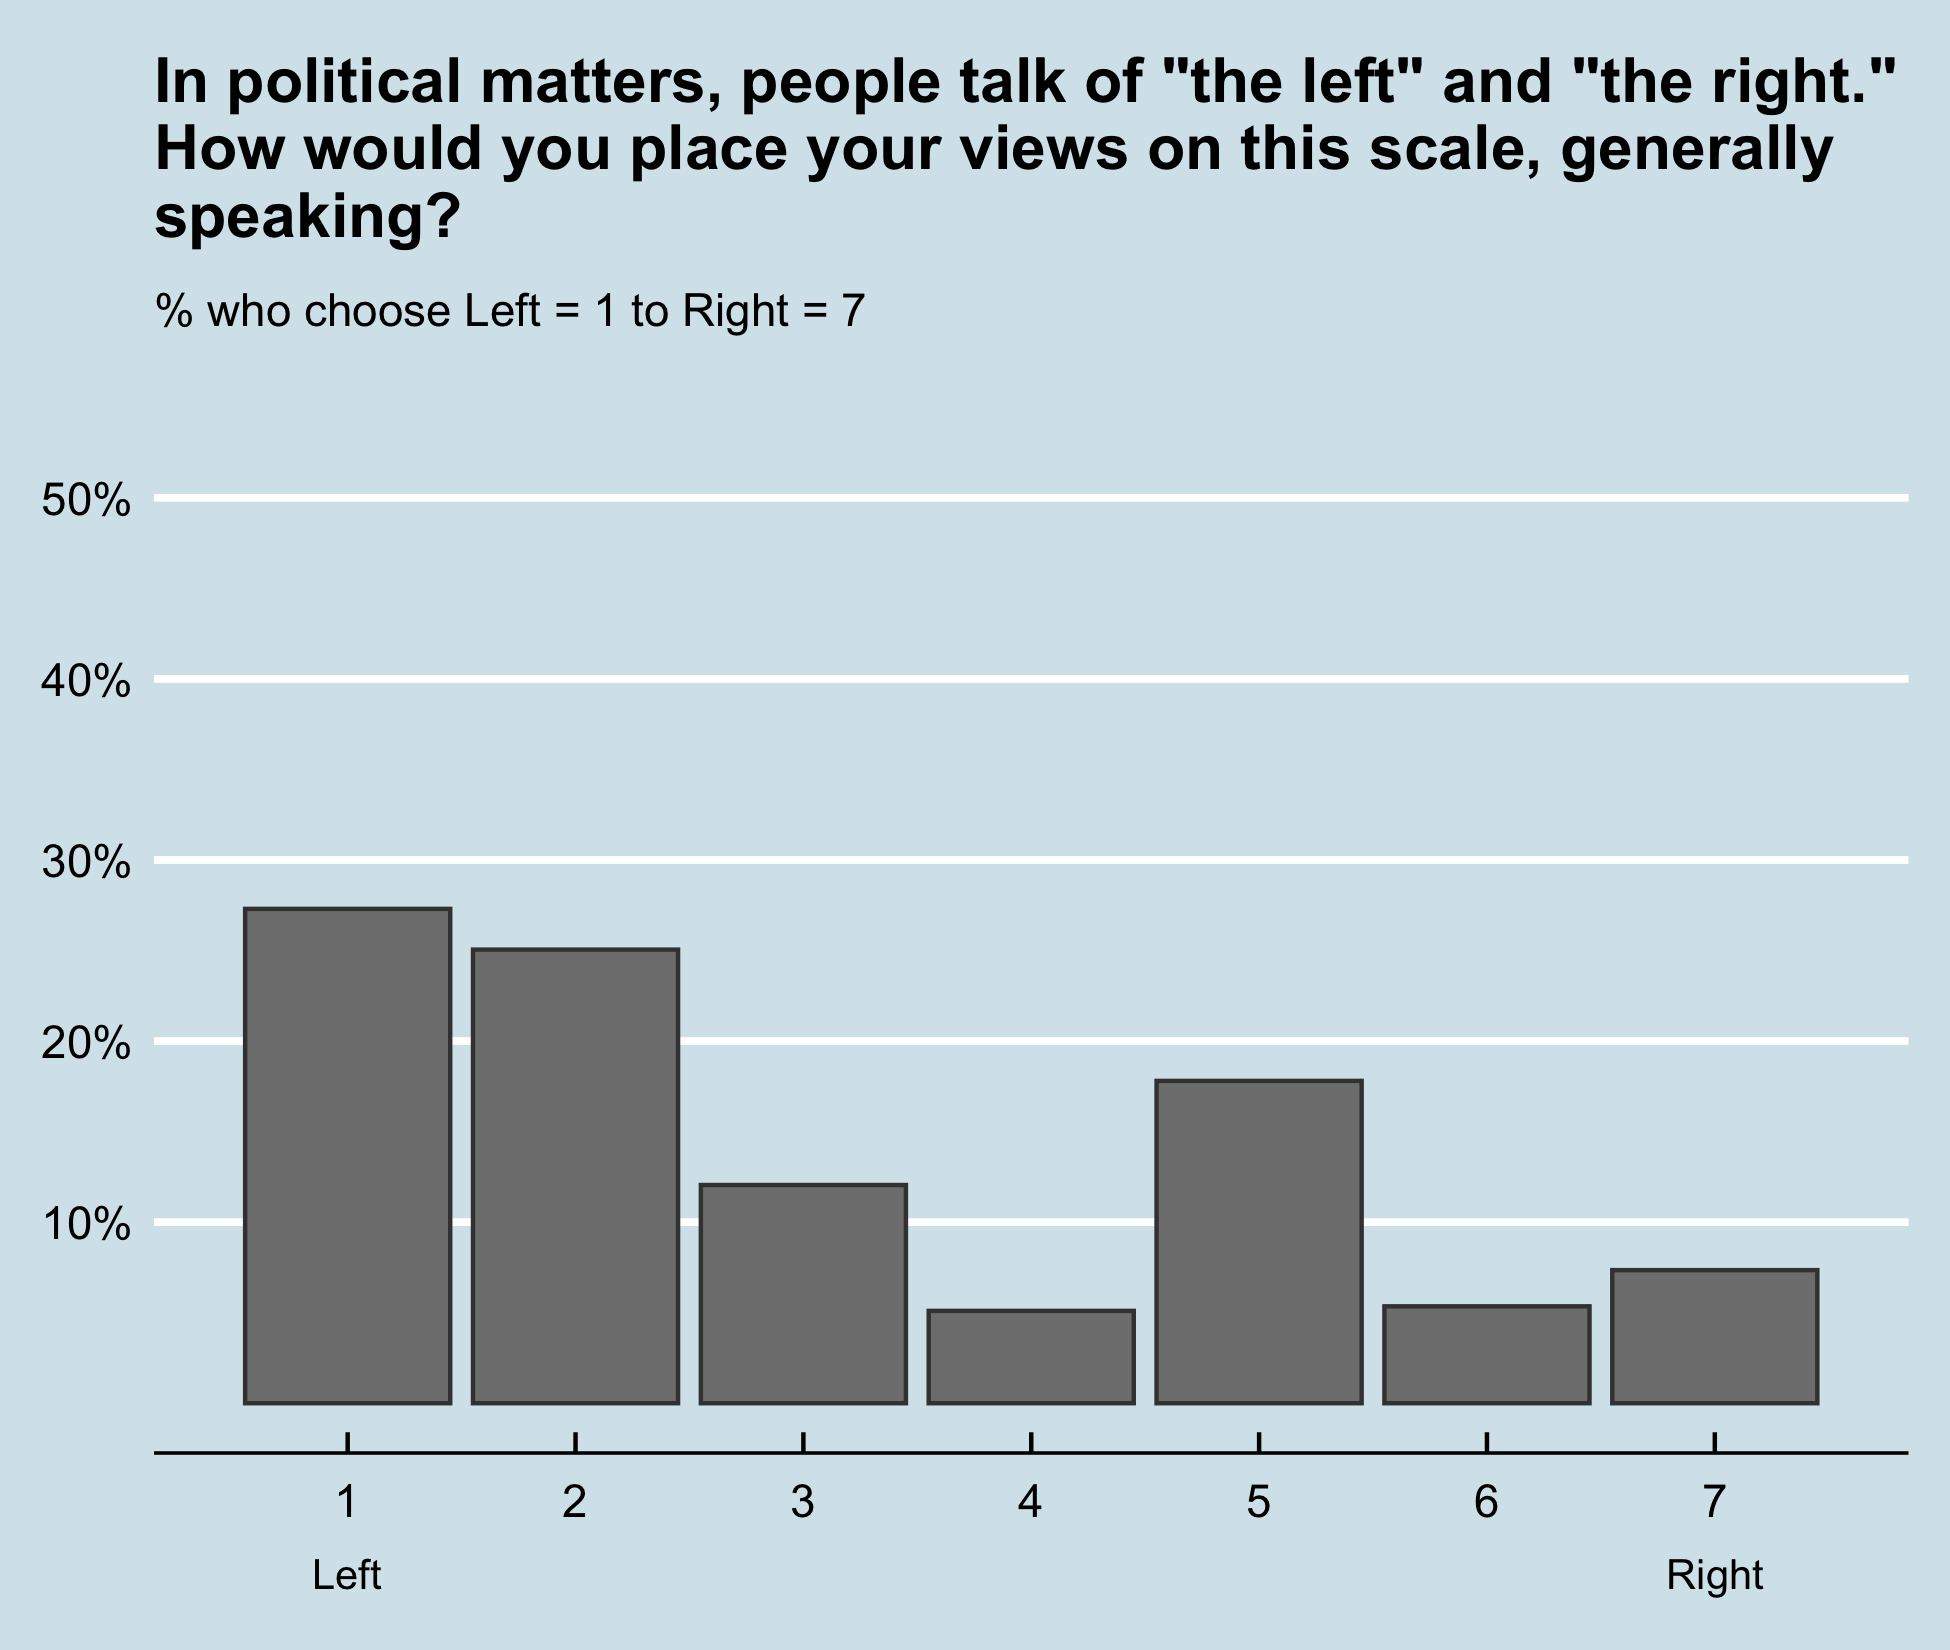 In political matters, people talk of "the left" and "the right."
How would you place your views on this scale, generally
speaking?
% who choose Left = 1 to Right = 7
50%
40%
30%
20%
10%
1 2 3 4 5 6 7
Left Right